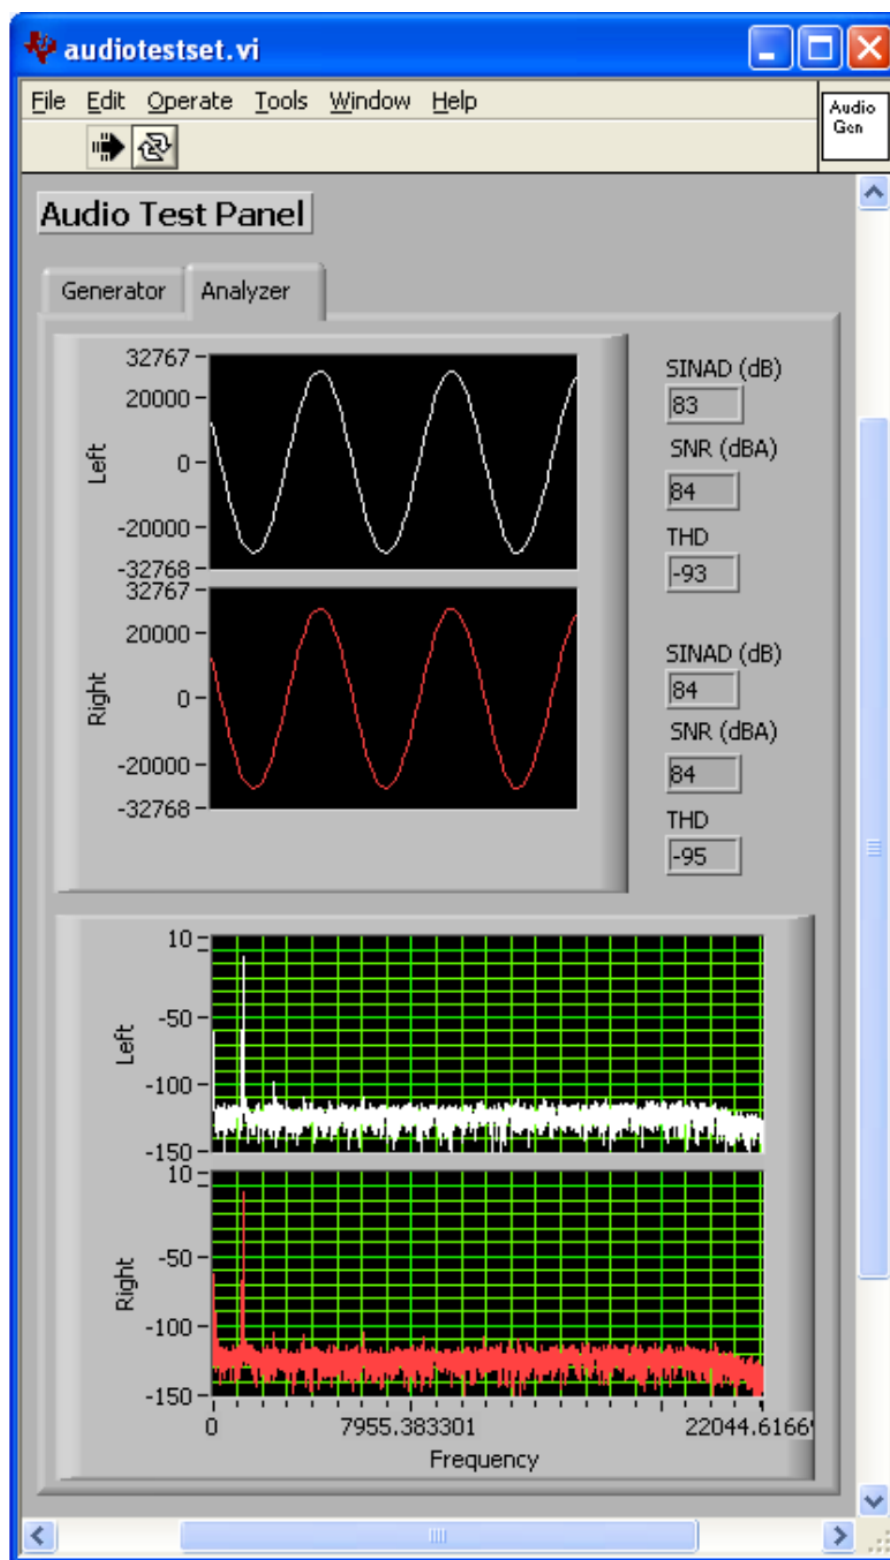 audiotestset.vi
File Edit Operate Tools Window Help
Audio
Gen
Audio Test Panel
Generator Analyzer
32767
20000
0
-20000
-32768
Left
32767
20000
0
-20000
-32768
Right
SINAD (dB)
83
SNR (dBA)
84
THD
-93
SINAD (dB)
84
SNR (dBA)
84
THD
-95
10
-50
-100
-150
Left
10
-50
-100
-150
Right
0 7955.383301 22044.6166
Frequency